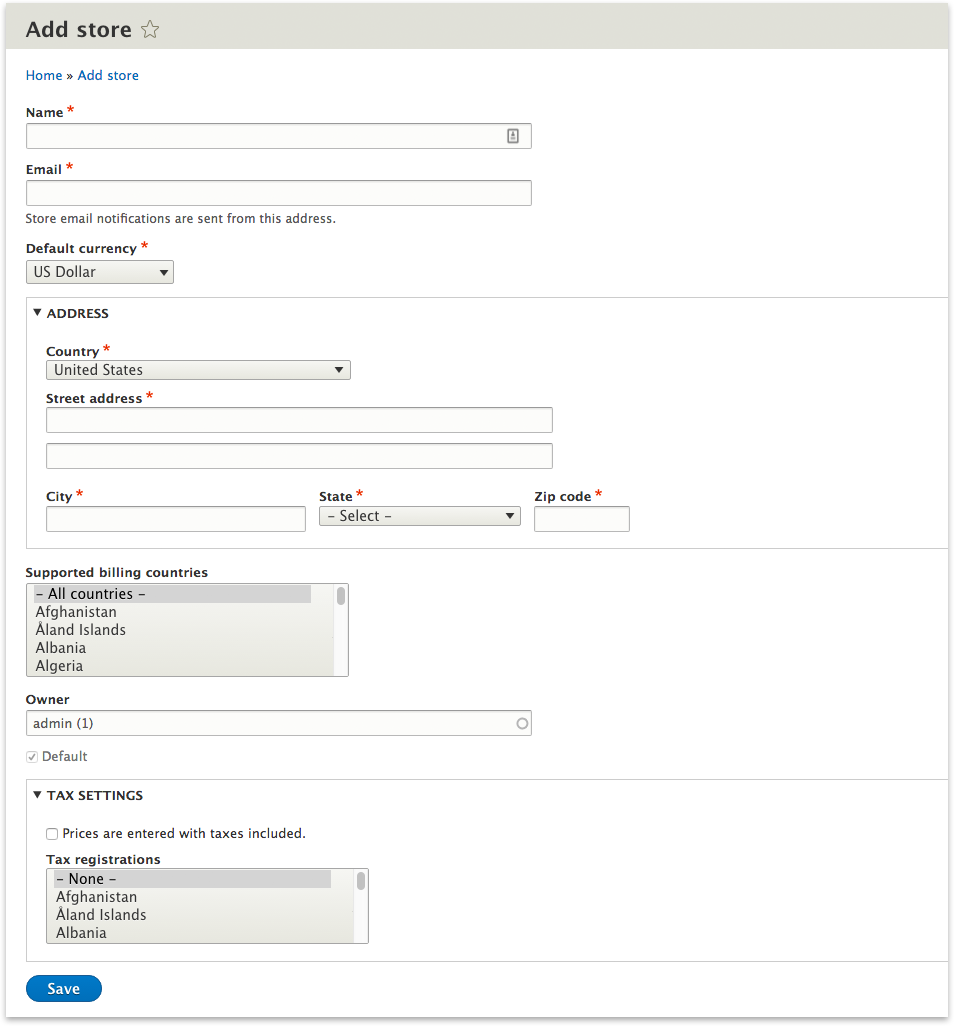 Add store
Home » Add store
Name *
Email *
Store email notifications are sent from this address.
Default currency *
US Dollar
ADDRESS
Country *
United States
Street address *
City * State * Zip code *
– Select –
Supported billing countries
– All countries –
Afghanistan
Åland Islands
Albania
Algeria
Owner
admin (1)
Default
TAX SETTINGS
Prices are entered with taxes included.
Tax registrations
– None –
Afghanistan
Åland Islands
Albania
Save